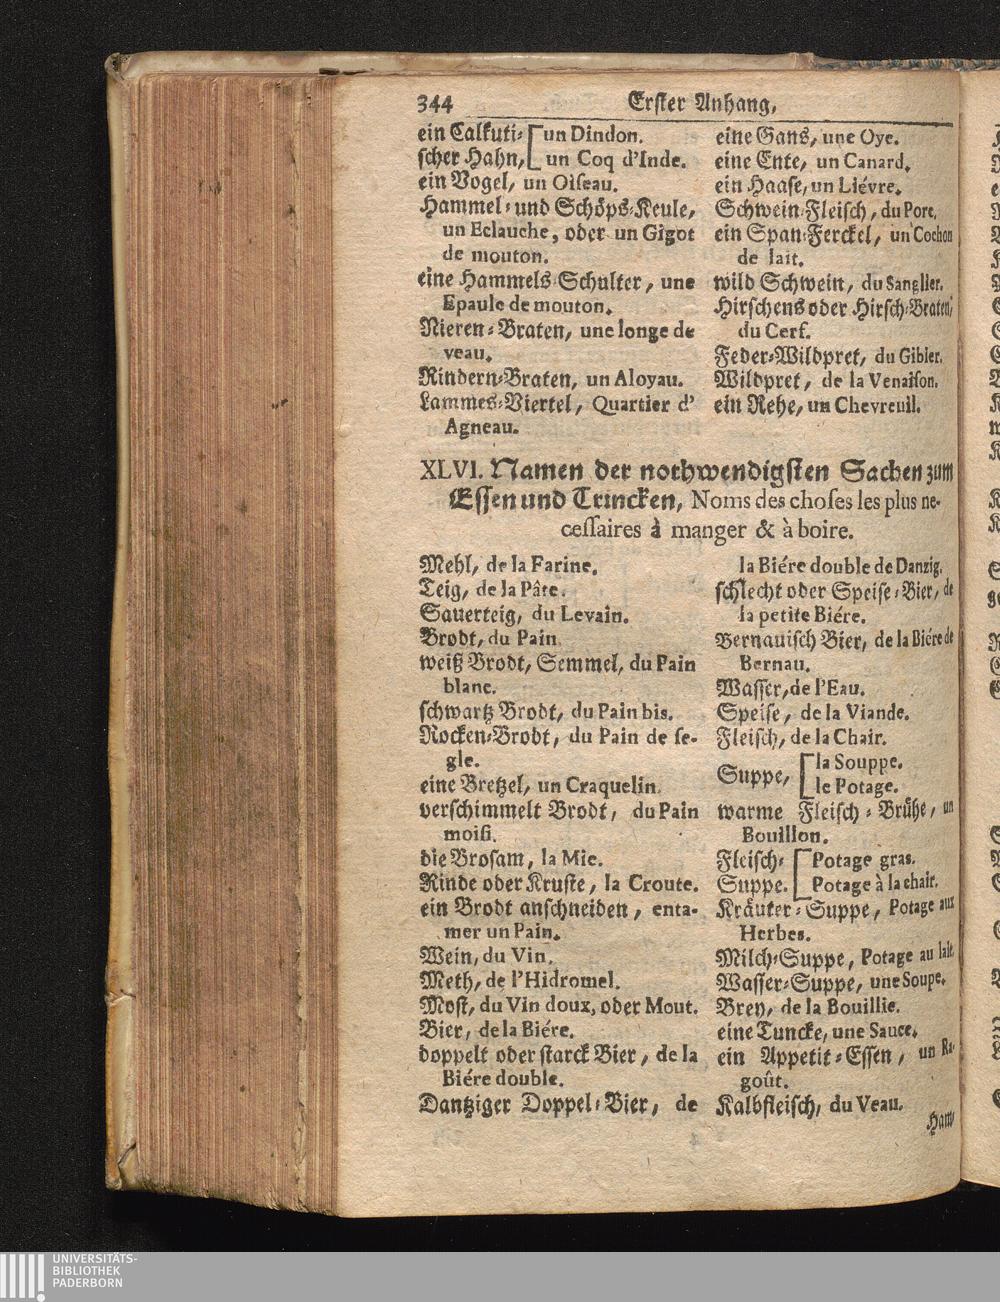 344 Erster Anhang,
ein Calkuti- un Dindon.
scher Hahn, un Coq d'Inde.
ein Vogel, un Oiseau.
Hammel- und Schöps-Keule,
un Eclauche, oder un Gigot
de mouton.
eine Hammels-Schulter, une
Epaule de mouton.
Nieren-Braten, une longe de
veau.
Rindern-Braten, un Aloyau.
Lammes-Viertel, Quartier d'
Agneau.
eine Gans, une Oye.
eine Ente, un Canard.
ein Haase, un Liévre.
Schwein-Fleisch, du Porc.
ein Span-Ferckel, un Cochon
de lait.
wild Schwein, du Sanglier.
Hirschens oder Hirsch-Braten,
du Cerf.
Feder-Wildpret, du Gibier.
Wildpret, de la Venaison.
ein Rehe, un Chevreuil.
XLVI. Namen der nothwendigsten Sachen zum
Essen und Trincken, Noms des choses les plus ne-
cessaires à manger & à boire.
Mehl, de la Farine.
Teig, de la Pâte.
Sauerteig, du Levain.
Brodt, du Pain.
weiß Brodt, Semmel, du Pain
blanc.
schwartz Brodt, du Pain bis.
Rocken-Brodt, du Pain de se-
gle.
eine Bretzel, un Craquelin.
verschimmelt Brodt, du Pain
moisi.
die Brosam, la Mie.
Rinde oder Kruste, la Croute.
ein Brodt anschneiden, enta-
mer un Pain.
Wein, du Vin.
Meth, de l'Hidromel.
Most, du Vin doux, oder Mout.
Bier, de la Biére.
doppelt oder starck Bier, de la
Biére double.
Dantziger Doppel-Bier, de
la Biére double de Danzig.
schlecht oder Speise-Bier, de
la petite Biére.
Bernauisch Bier, de la Biére de
Bernau.
Wasser, de l'Eau.
Speise, de la Viande.
Fleisch, de la Chair.
Suppe, la Souppe.
le Potage.
warme Fleisch-Brühe, un
Bouillon.
Fleisch- Potage gras.
Suppe. Potage à la chair.
Kräuter-Suppe, Potage aux
Herbes.
Milch-Suppe, Potage au lait.
Wasser-Suppe, une Soupe.
Brey, de la Bouillie.
eine Tuncke, une Sauce.
ein Appetit-Essen, un Ra-
goût.
Kalbfleisch, du Veau.
Ham-
UNIVERSITÄTS-
BIBLIOTHEK
PADERBORN